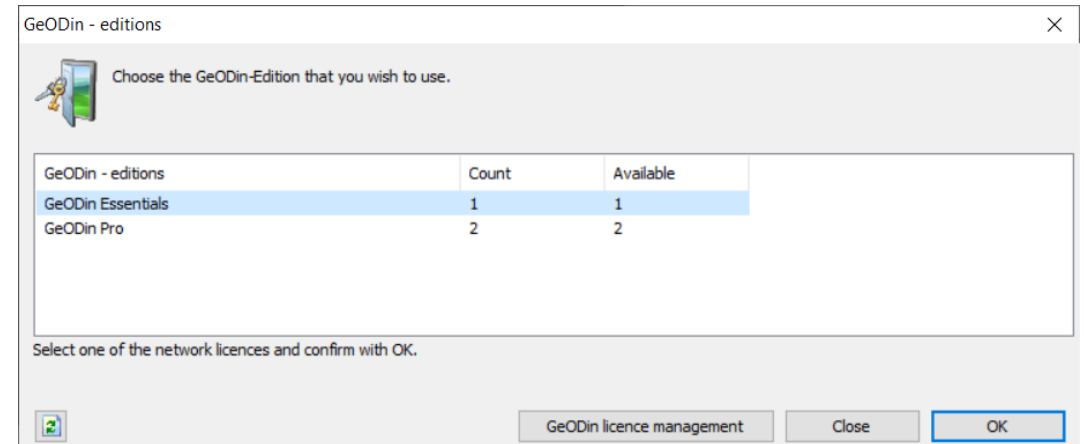 GeODin - editions
Choose the GeODin-Edition that you wish to use.
GeODin - editions Count Available
GeODin Essentials 1 1
GeODin Pro 2 2
Select one of the network licences and confirm with OK.
GeODin licence management Close OK